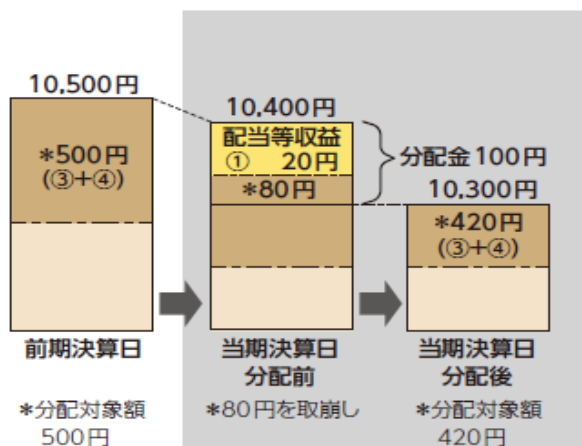 10,500円
*500円
(③+④)
前期決算日
*分配対象額
500円
10,400円
配当等収益
① 20円
*80円
分配金100円
当期決算日
分配前
*80円を取崩し
10,300円
*420円
(③+④)
当期決算日
分配後
*分配対象額
420円